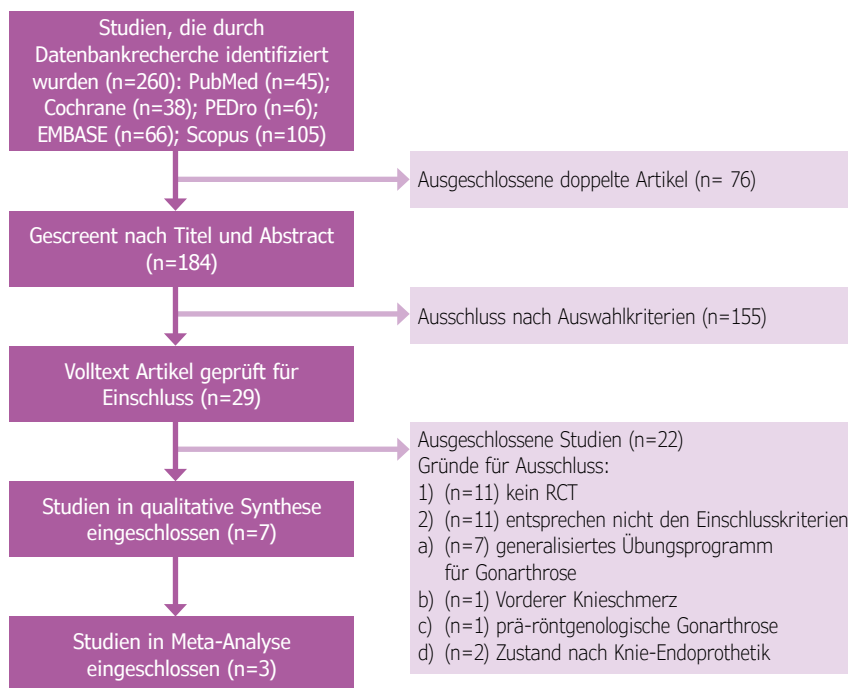 Studien, die durch
Datenbankrecherche identifiziert
wurden (n=260): PubMed (n=45);
Cochrane (n=38); PEDro (n=6);
EMBASE (n=66); Scopus (n=105)
Ausgeschlossene doppelte Artikel (n= 76)
Gescreent nach Titel und Abstract
(n=184)
Ausschluss nach Auswahlkriterien (n=155)
Volltext Artikel geprüft für
Einschluss (n=29)
Ausgeschlossene Studien (n=22)
Gründe für Ausschluss:
1) (n=11) kein RCT
2) (n=11) entsprechen nicht den Einschlusskriterien
a) (n=7) generalisiertes Übungsprogramm
für Gonarthrose
b) (n=1) Vorderer Knieschmerz
c) (n=1) prä-röntgenologische Gonarthrose
d) (n=2) Zustand nach Knie-Endoprothetik
Studien in qualitative Synthese
eingeschlossen (n=7)
Studien in Meta-Analyse
eingeschlossen (n=3)